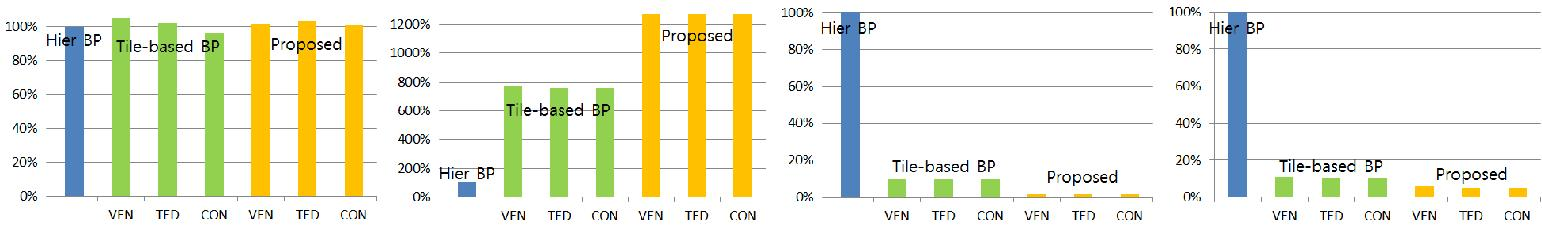 100%
80%
60%
40%
20%
0%
Hier BP
Tile-based BP
Proposed
VEN TED CON VEN TED CON
1200%
1000%
800%
600%
400%
200%
0%
Proposed
Tile-based BP
Hier BP
VEN TED CON VEN TED CON
100%
80%
60%
40%
20%
0%
Hier BP
Tile-based BP
Proposed
VEN TED CON VEN TED CON
100%
80%
60%
40%
20%
0%
Hier BP
Tile-based BP
Proposed
VEN TED CON VEN TED CON